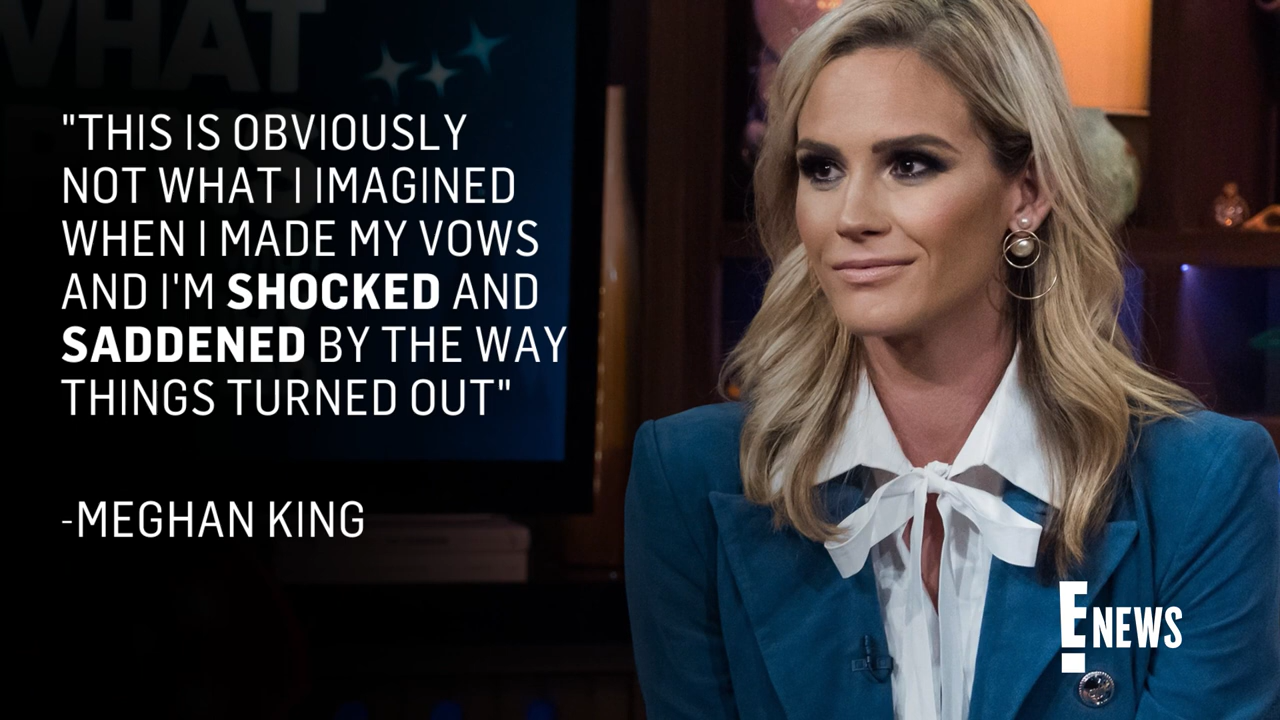 WHAT
"THIS IS OBVIOUSLY
NOT WHAT I IMAGINED
WHEN I MADE MY VOWS
AND I'M SHOCKED AND
SADDENED BY THE WAY
THINGS TURNED OUT"
-MEGHAN KING
E! NEWS